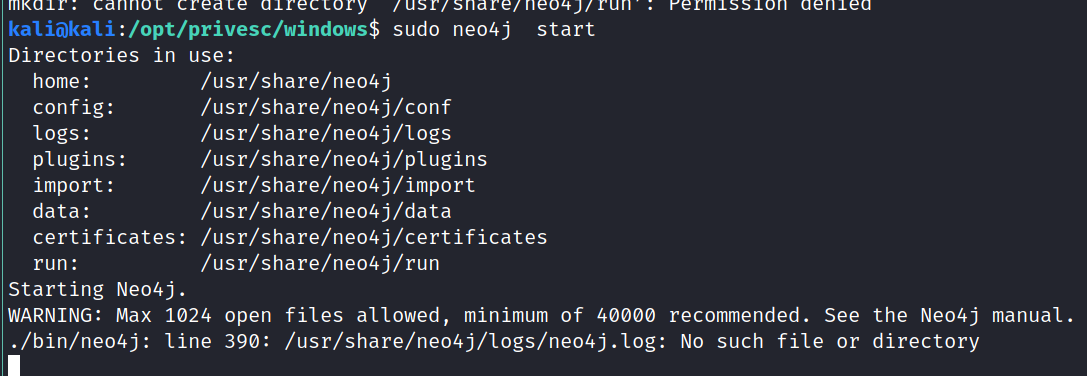 mkdir: cannot create directory '/usr/share/neo4j/run': Permission denied
kali@kali:/opt/privesc/windows$ sudo neo4j  start
Directories in use:
  home:         /usr/share/neo4j
  config:       /usr/share/neo4j/conf
  logs:         /usr/share/neo4j/logs
  plugins:      /usr/share/neo4j/plugins
  import:       /usr/share/neo4j/import
  data:         /usr/share/neo4j/data
  certificates: /usr/share/neo4j/certificates
  run:          /usr/share/neo4j/run
Starting Neo4j.
WARNING: Max 1024 open files allowed, minimum of 40000 recommended. See the Neo4j manual.
./bin/neo4j: line 390: /usr/share/neo4j/logs/neo4j.log: No such file or directory